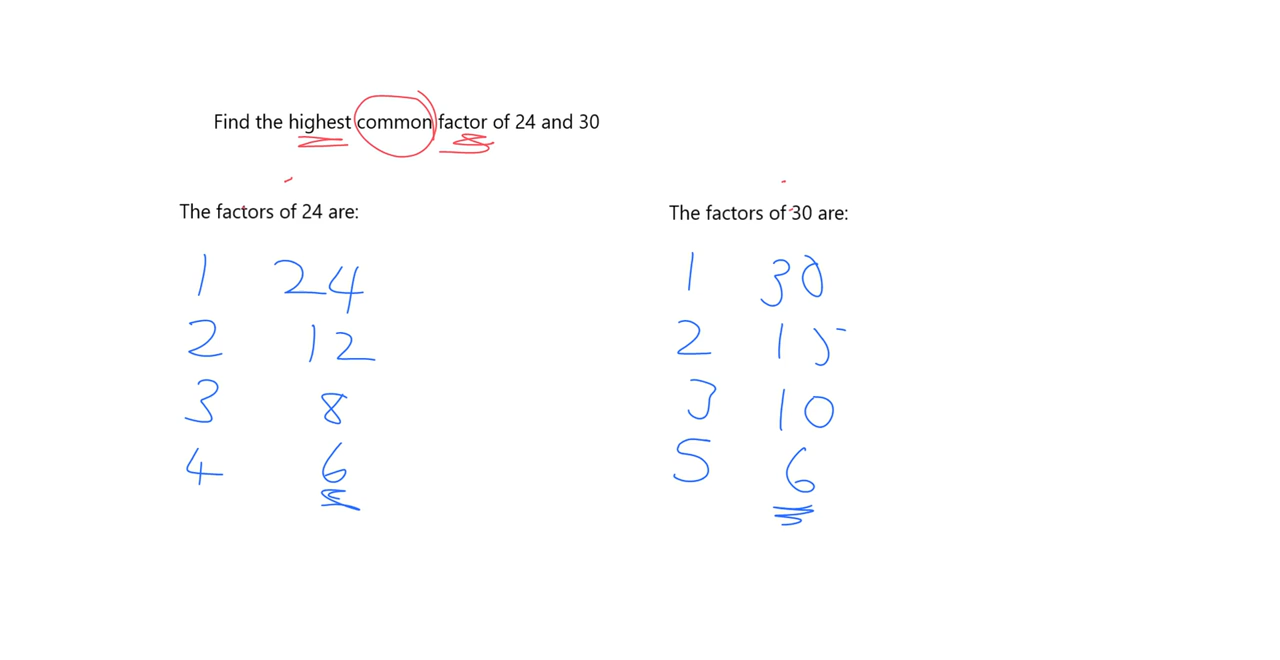 Find the highest common factor of 24 and 30
The factors of 24 are:
1 24
2 12
3 8
4 6
The factors of 30 are:
1 30
2 15
3 10
5 6